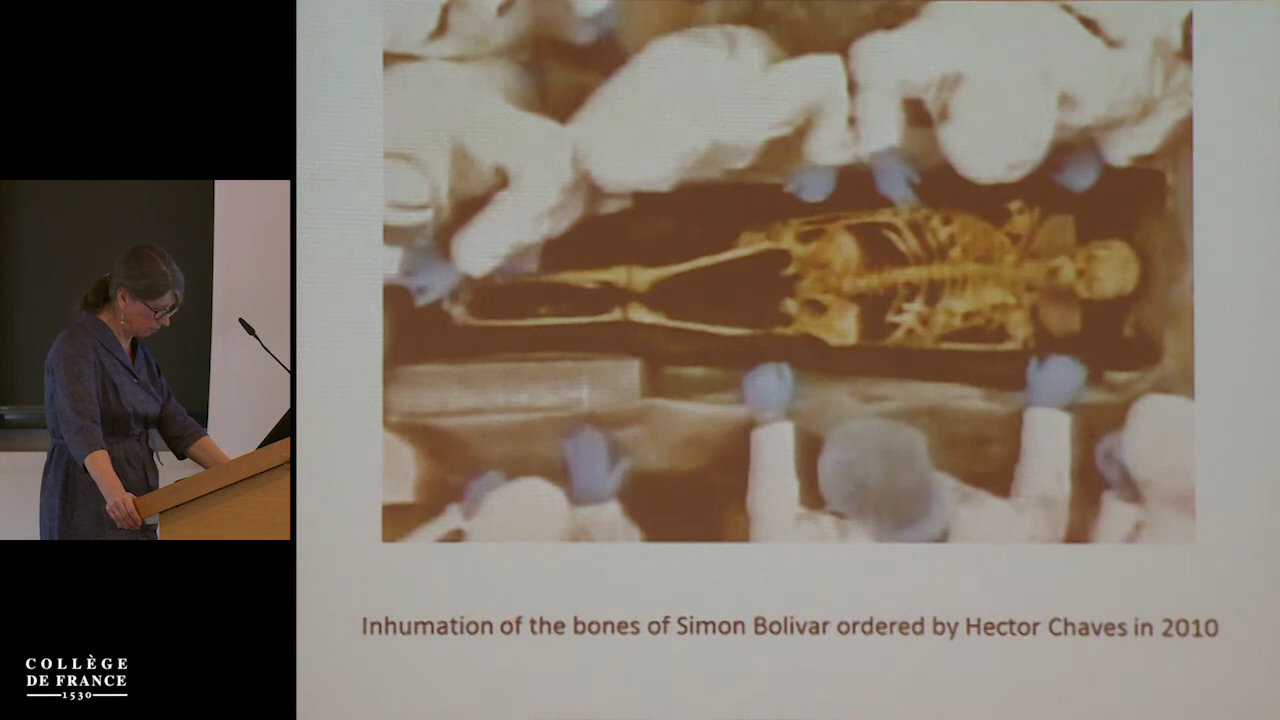 Inhumation of the bones of Simon Bolivar ordered by Hector Chaves in 2010
COLLÈGE
DE FRANCE
1530